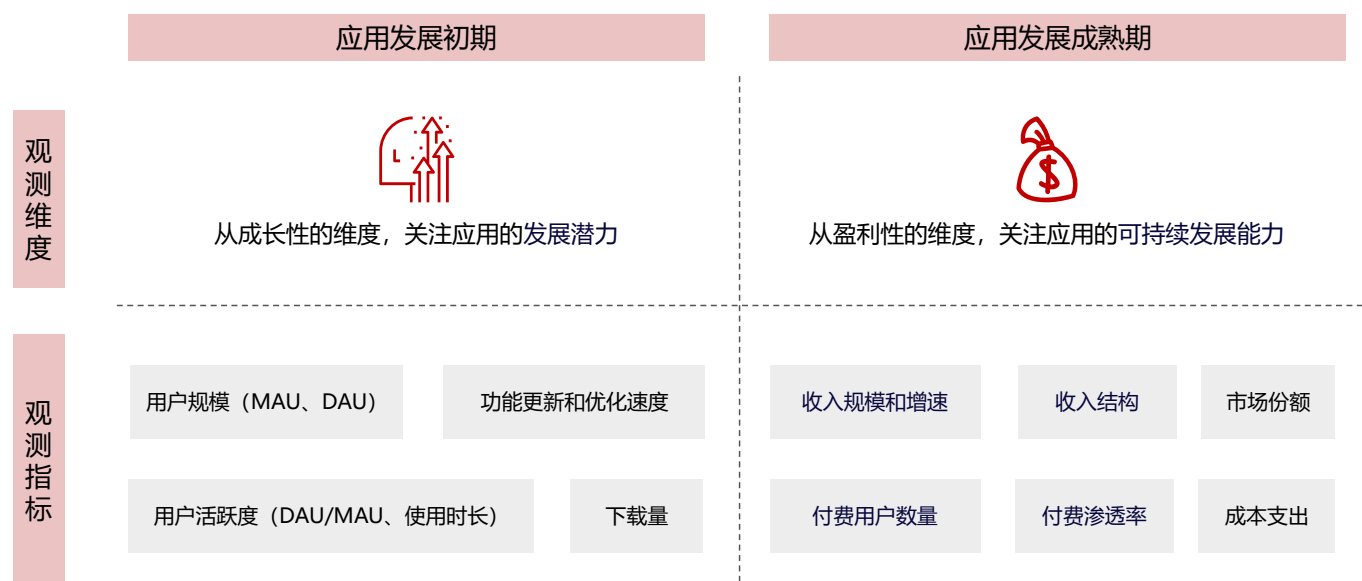 应用发展初期
应用发展成熟期
观测维度
从成长性的维度，关注应用的发展潜力
从盈利性的维度，关注应用的可持续发展能力
观测指标
用户规模（MAU、DAU）
功能更新和优化速度
收入规模和增速
收入结构
市场份额
用户活跃度（DAU/MAU、使用时长）
下载量
付费用户数量
付费渗透率
成本支出